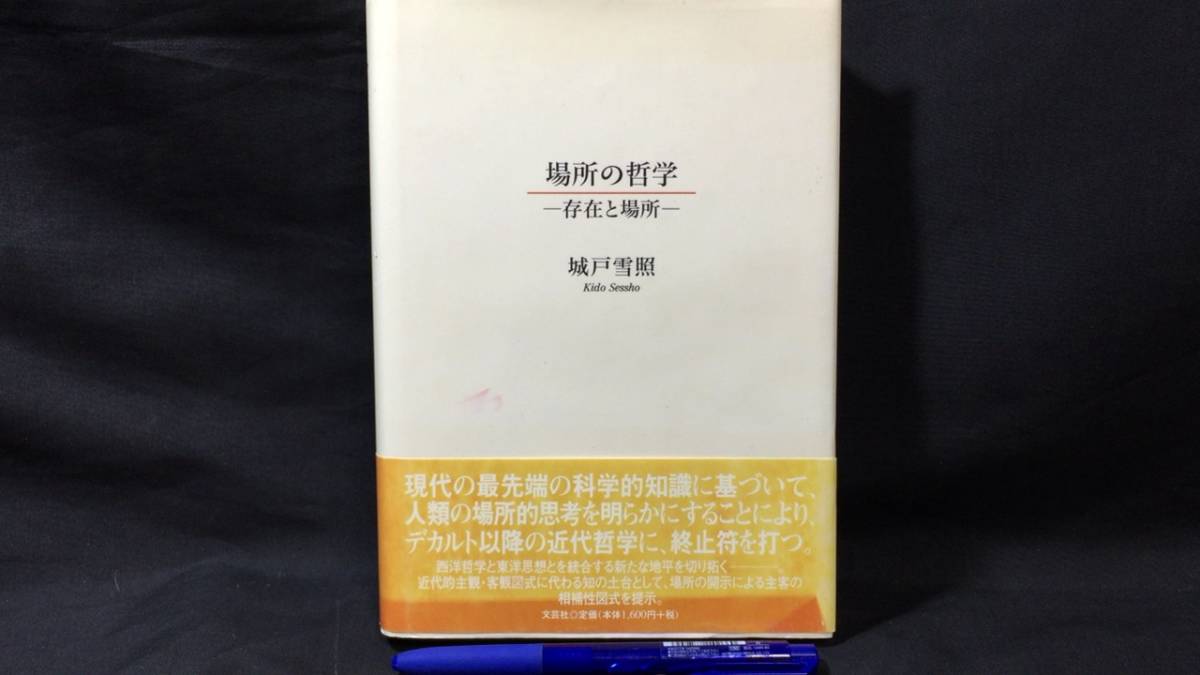 場所の哲学
―存在と場所―
城戸雪照
Kido Sessho
現代の最先端の科学的知識に基づいて、
人類の場所的思考を明らかにすることにより、
デカルト以降の近代哲学に、終止符を打つ。
西洋哲学と東洋思想とを統合する新たな地平を切り拓く―――。
近代的主観・客観図式に代わる知の土台として、場所の開示による主客の
相補性図式を提示。
文芸社◎定価(本体1,600円+税)